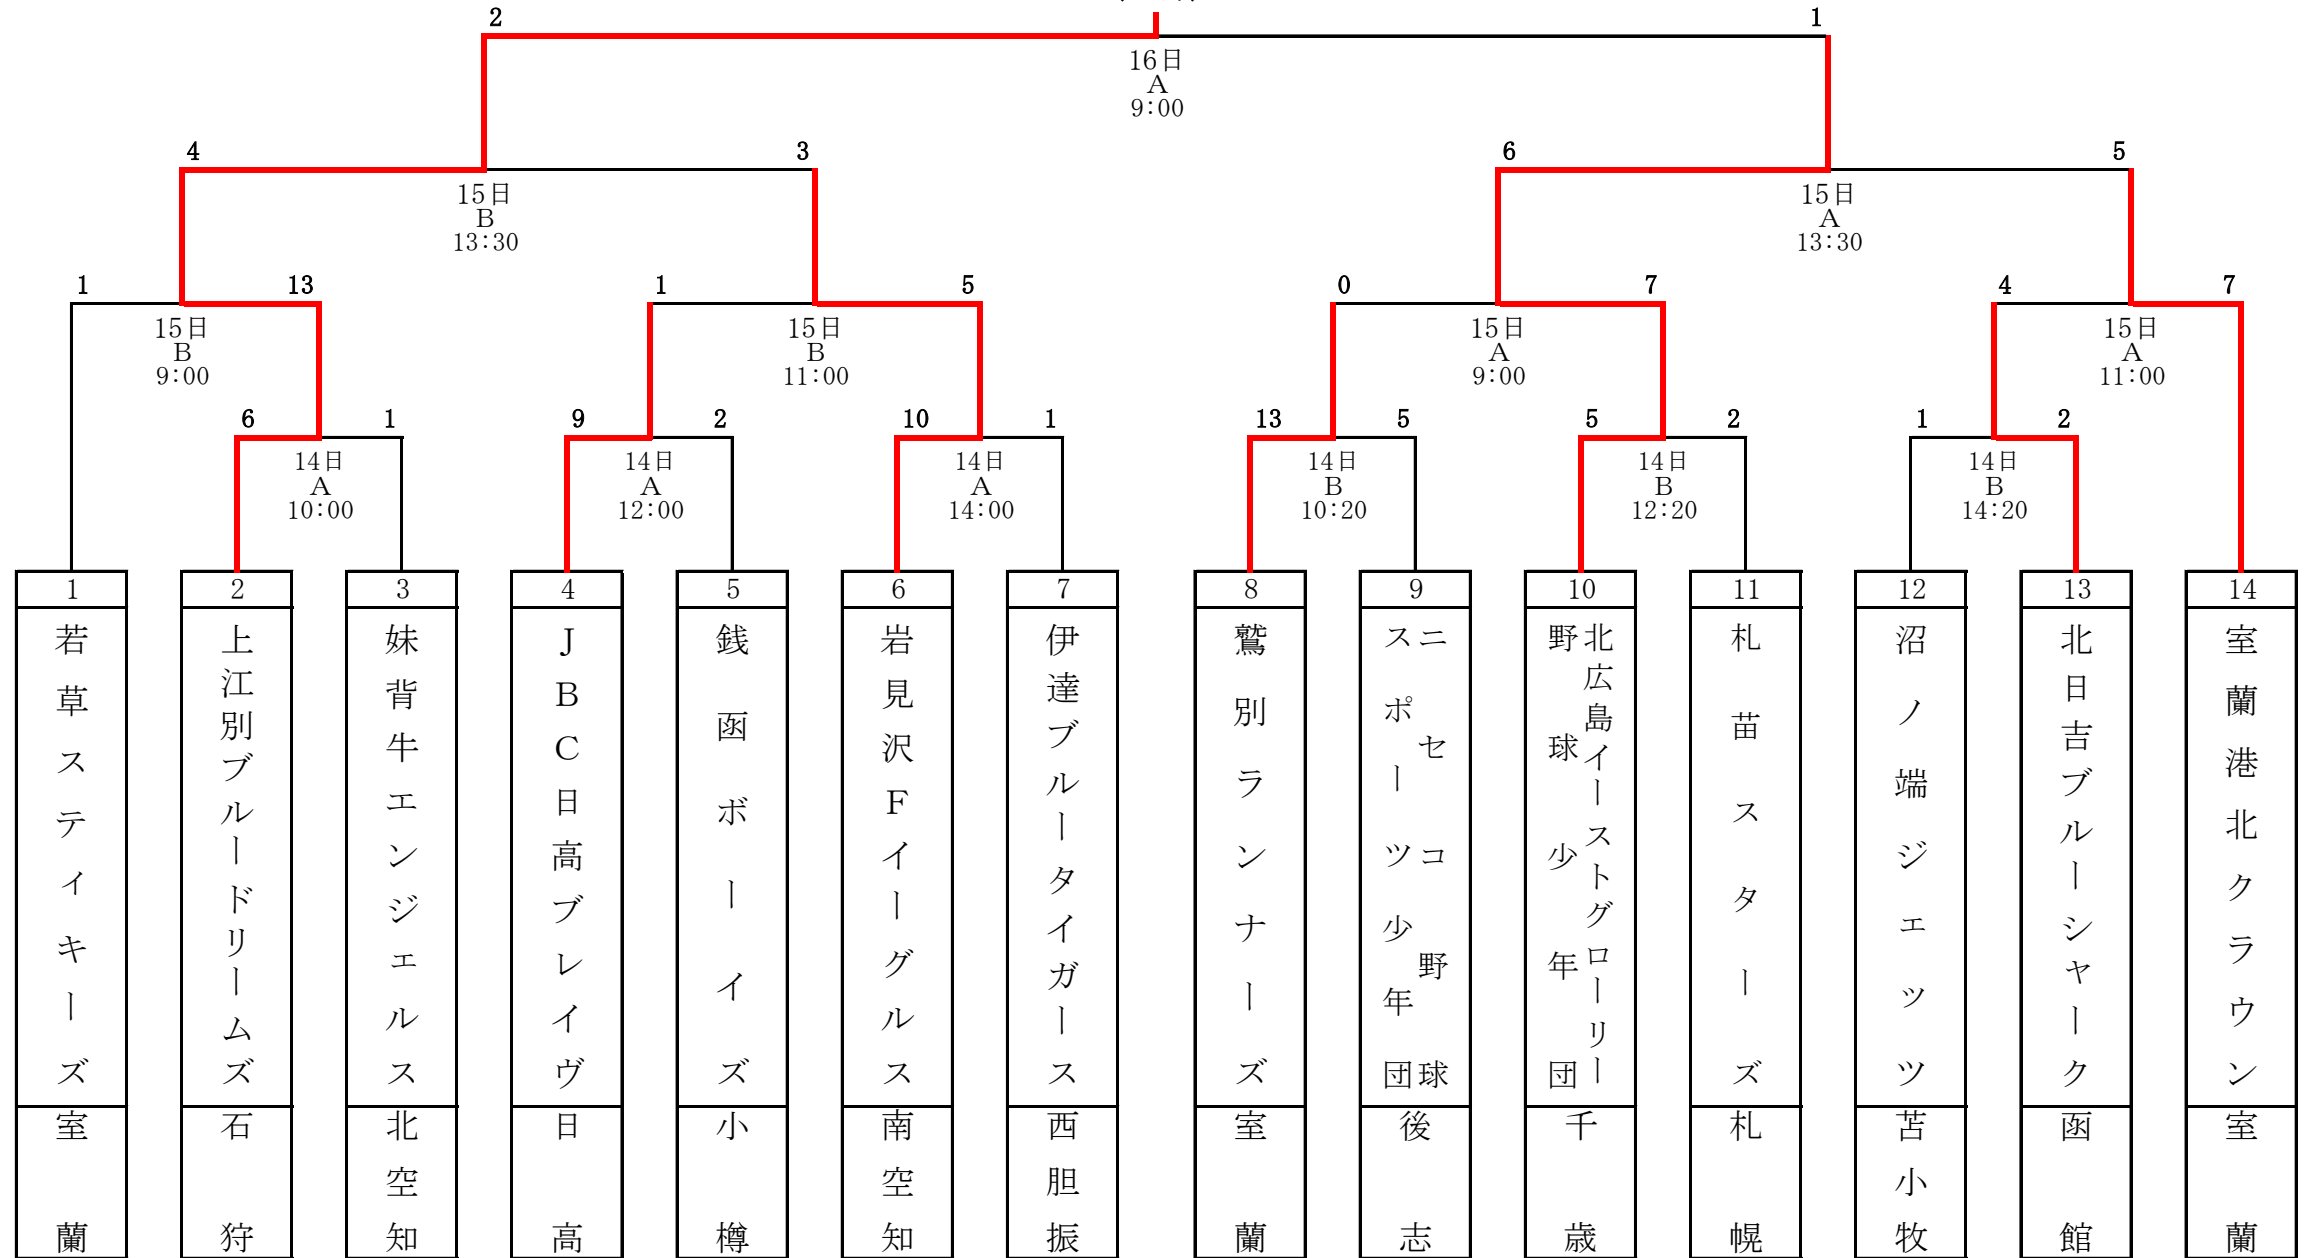 2
1
16日
A
9:00
4
3
6
5
15日
B
13:30
15日
A
13:30
1
13
1
5
0
7
4
7
15日
B
9:00
15日
B
11:00
15日
A
9:00
15日
A
11:00
6
1
9
2
10
1
13
5
5
2
1
2
14日
A
10:00
14日
A
12:00
14日
A
14:00
14日
B
10:20
14日
B
12:20
14日
B
14:20
1
若草スティキーズ
室蘭
2
上江別ブルードリームズ
石狩
3
妹背牛エンジェルス
北空知
4
JBC日高ブレイヴ
日高
5
銭函ボーイズ
小樽
6
岩見沢Fイーグルス
南空知
7
伊達ブルータイガース
西胆振
8
鷲別ランナーズ
室蘭
9
ニセコ野球
スポーツ少年団
後志
10
北広島イーストグローリー
野球少年団
千歳
11
札苗スターズ
札幌
12
沼ノ端ジェッツ
苫小牧
13
北日吉ブルーシャーク
函館
14
室蘭港北クラウン
室蘭